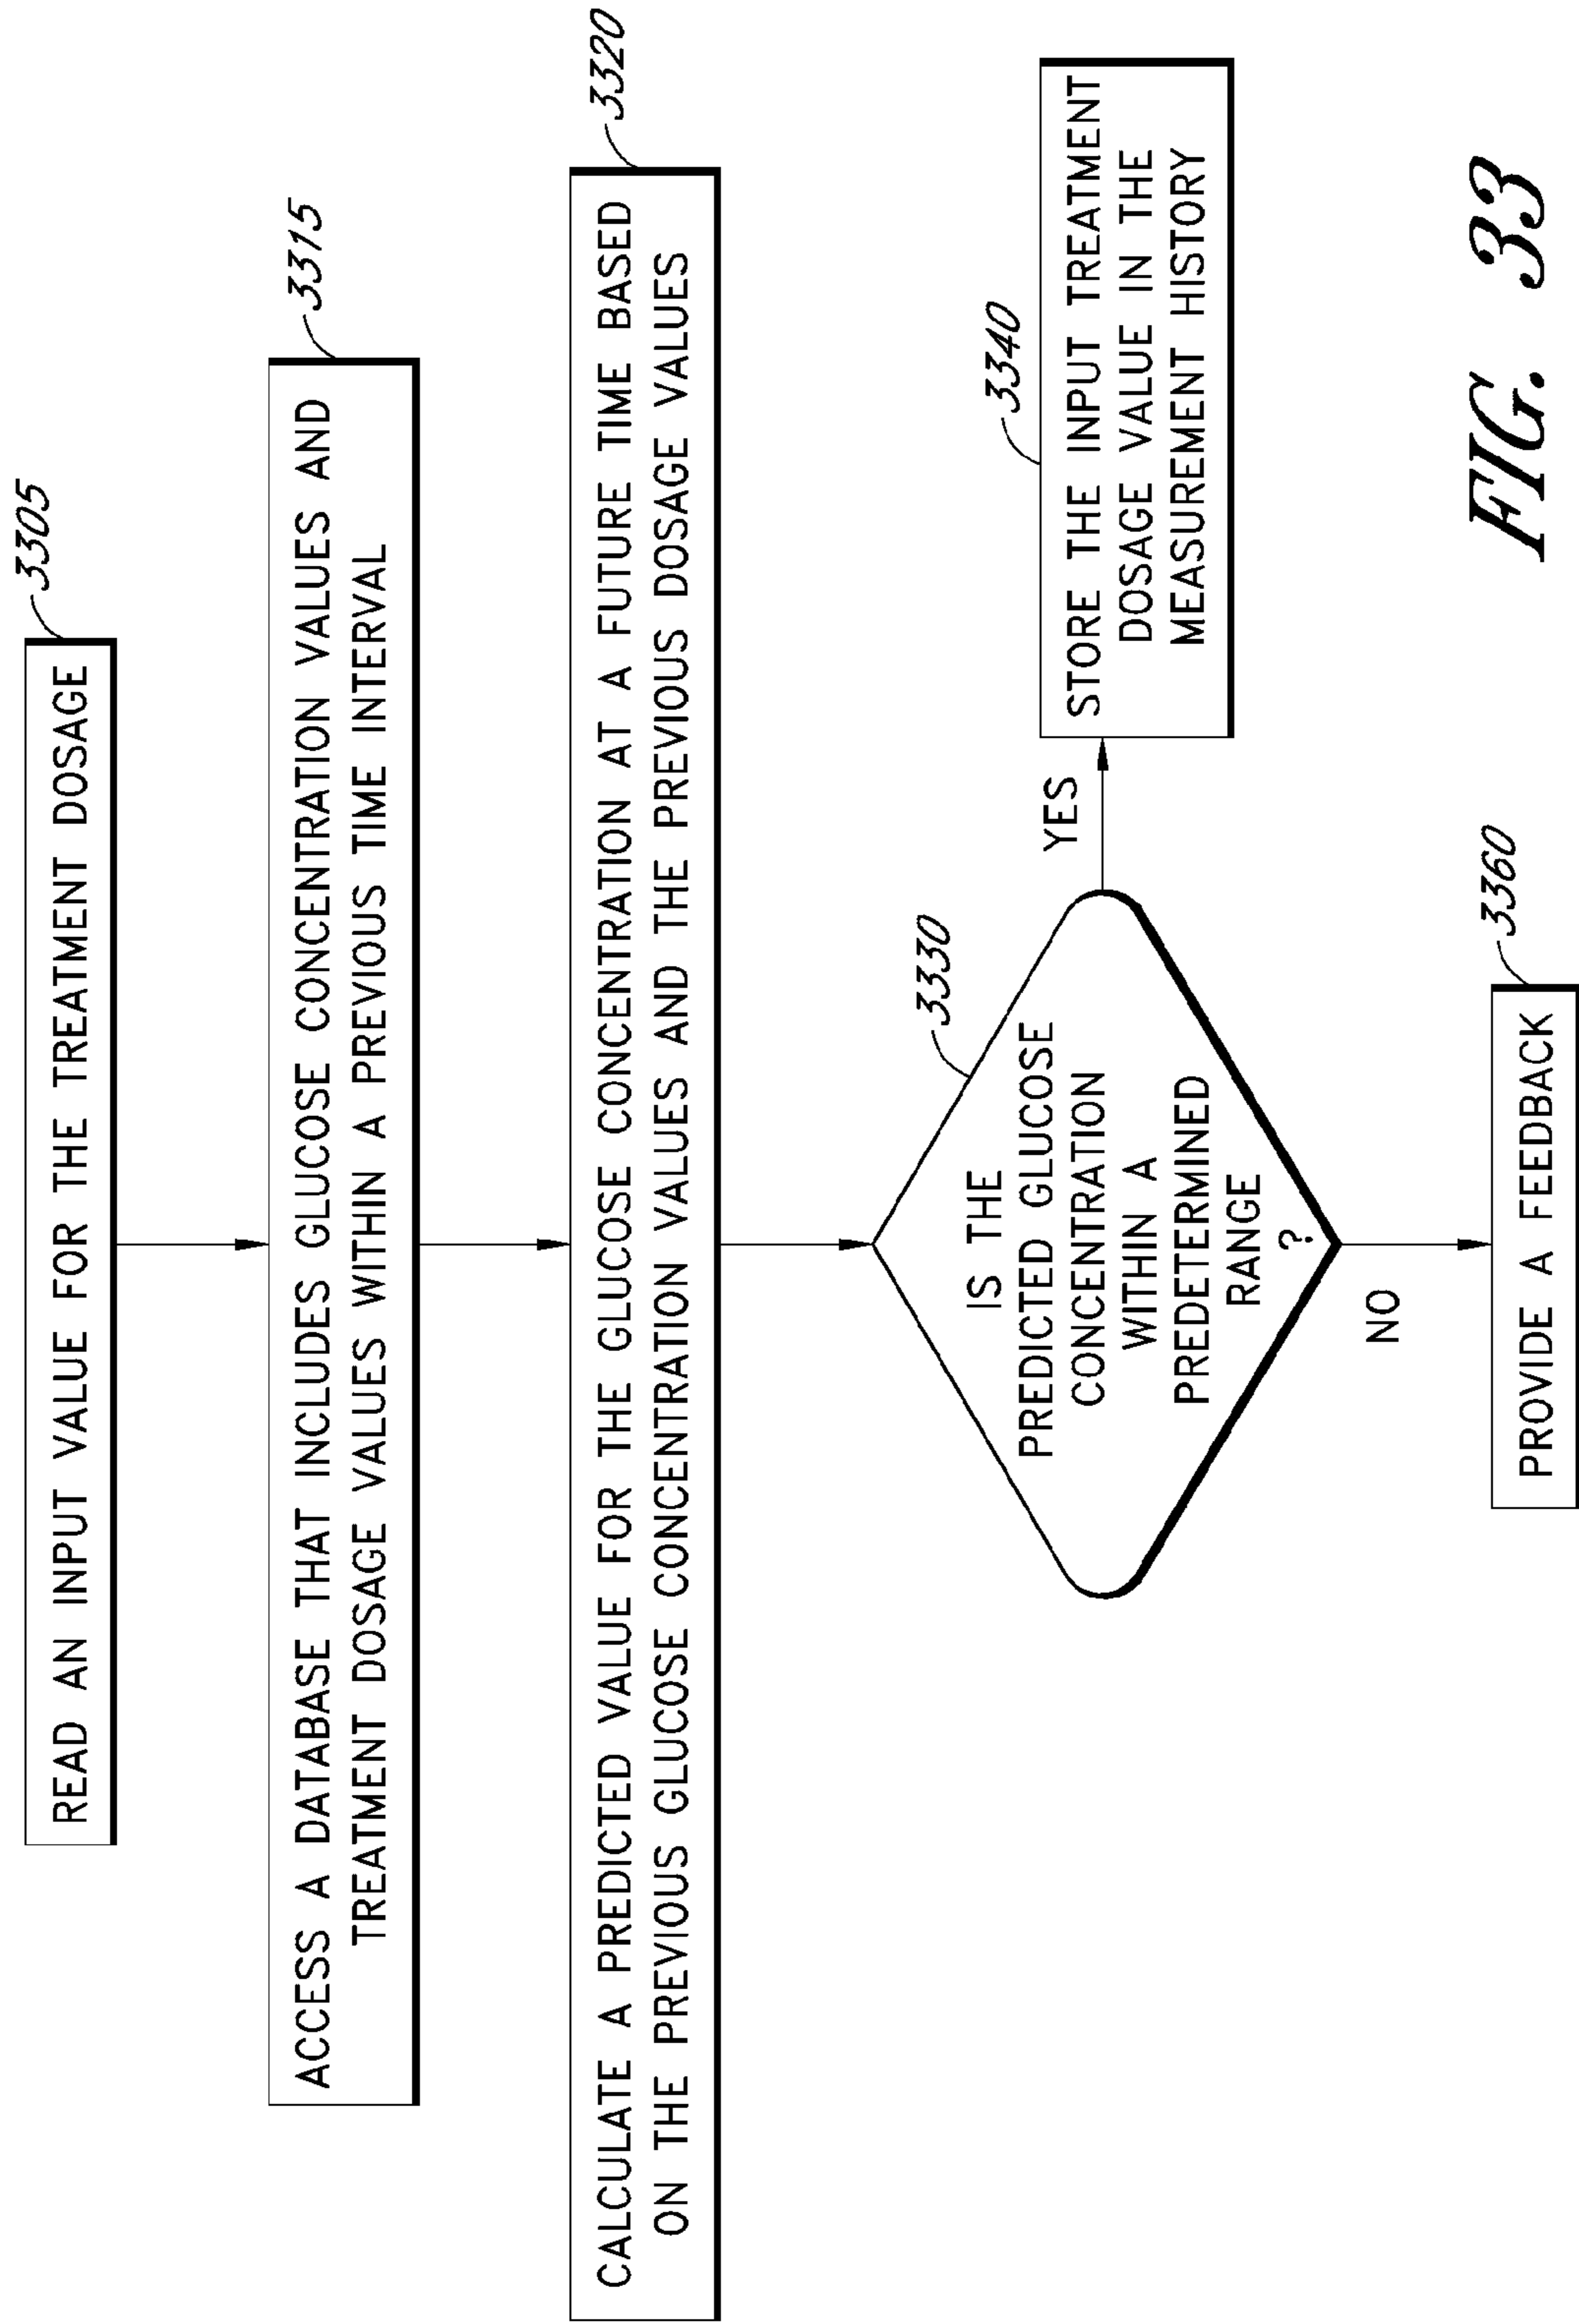 3305
READ AN INPUT VALUE FOR THE TREATMENT DOSAGE
3315
ACCESS A DATABASE THAT INCLUDES GLUCOSE CONCENTRATION VALUES AND
TREATMENT DOSAGE VALUES WITHIN A PREVIOUS TIME INTERVAL
3320
CALCULATE A PREDICTED VALUE FOR THE GLUCOSE CONCENTRATION AT A FUTURE TIME BASED
ON THE PREVIOUS GLUCOSE CONCENTRATION VALUES AND THE PREVIOUS DOSAGE VALUES
3330
IS THE
PREDICTED GLUCOSE
CONCENTRATION
WITHIN A
PREDETERMINED
RANGE
?
YES
3340
STORE THE INPUT TREATMENT
DOSAGE VALUE IN THE
MEASUREMENT HISTORY
NO
3360
PROVIDE A FEEDBACK
FIG. 33